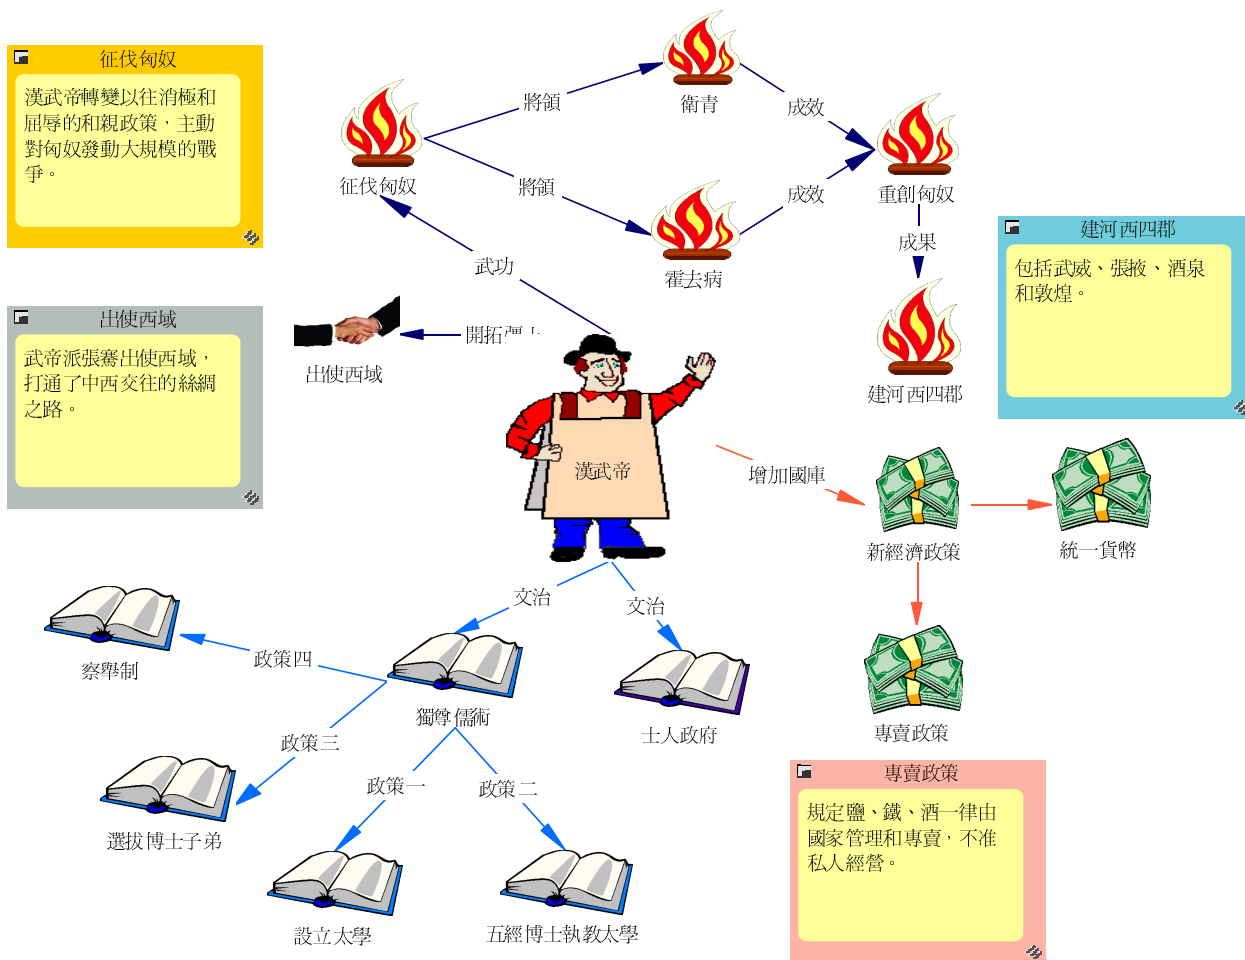 征伐匈奴
漢武帝轉變以往消極和
屈辱的和親政策，主動
對匈奴發動大規模的戰
爭。
衛青
將領
成效
征伐匈奴
將領
成效
重創匈奴
霍去病
成果
武功
建河西四郡
包括武威、張掖、酒泉
和敦煌。
建河西四郡
出使西域
武帝派張騫出使西域，
打通了中西交往的絲綢
之路。
開拓
出使西域
漢武帝
增加國庫
新經濟政策
統一貨幣
專賣政策
專賣政策
規定鹽、鐵、酒一律由
國家管理和專賣，不准
私人經營。
文治
文治
士人政府
獨尊儒術
政策四
察舉制
政策三
選拔博士子弟
政策一
設立太學
政策二
五經博士執教太學